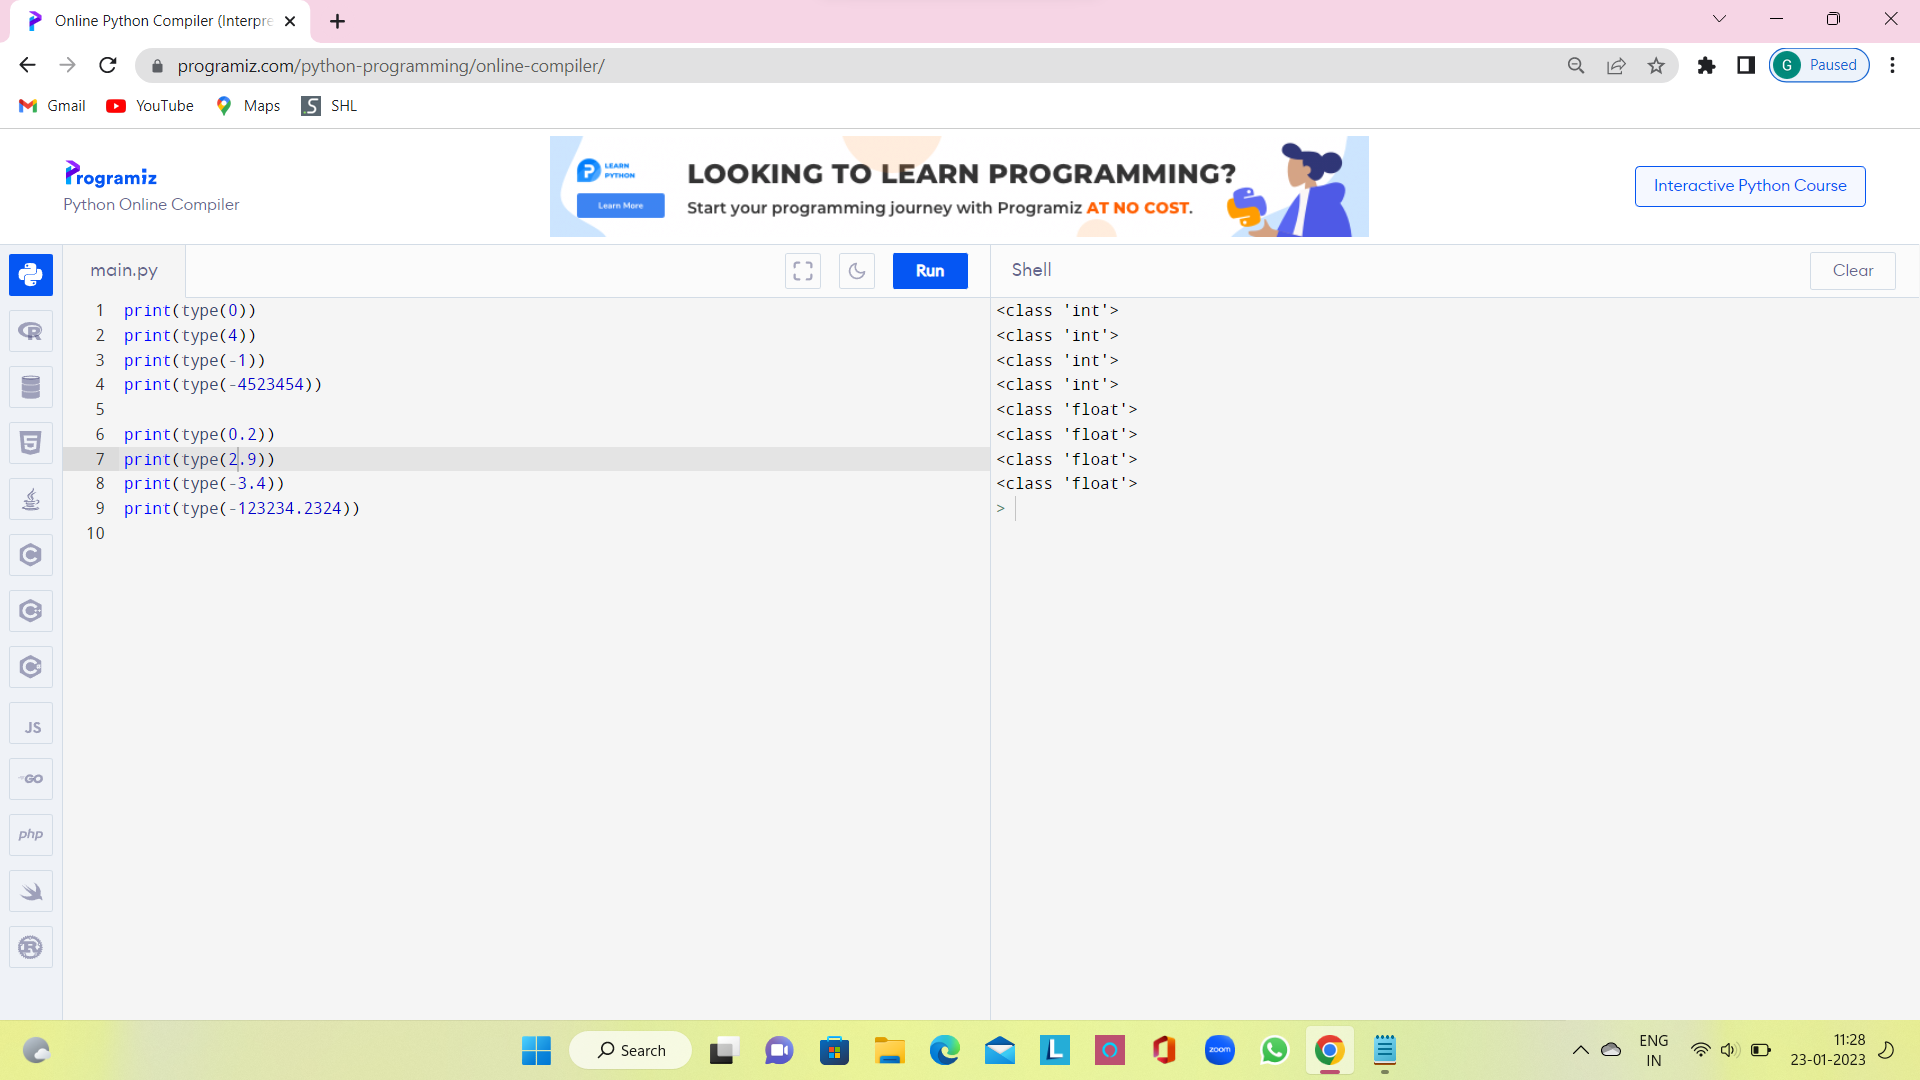 Online Python Compiler (Interpre
programiz.com/python-programming/online-compiler/
G Paused
Gmail YouTube Maps SHL
Programiz
Python Online Compiler
LEARN PYTHON
Learn More
LOOKING TO LEARN PROGRAMMING?
Start your programming journey with Programiz AT NO COST.
Interactive Python Course
main.py
Run
Shell
Clear
1 print(type(0))
2 print(type(4))
3 print(type(-1))
4 print(type(-4523454))
5
6 print(type(0.2))
7 print(type(2.9))
8 print(type(-3.4))
9 print(type(-123234.2324))
10
<class 'int'>
<class 'int'>
<class 'int'>
<class 'int'>
<class 'float'>
<class 'float'>
<class 'float'>
<class 'float'>
>
JS
GO
php
Search
zoom
ENG
IN
11:28
23-01-2023